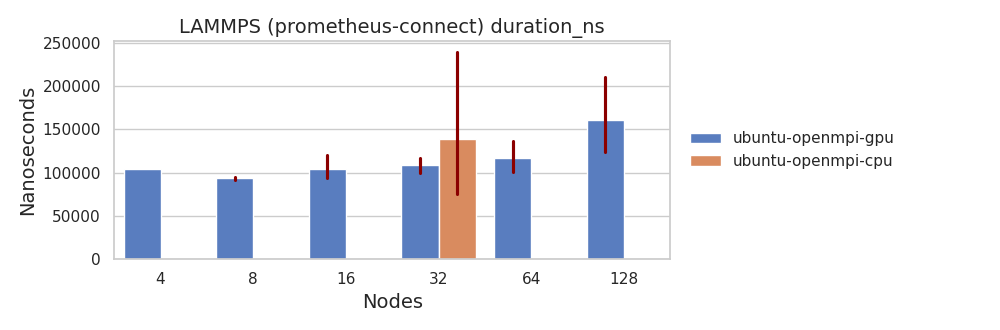 LAMMPS (prometheus-connect) duration_ns
Nanoseconds
250000
200000
150000
100000
50000
0
4 8 16 32 64 128
Nodes
ubuntu-openmpi-gpu
ubuntu-openmpi-cpu